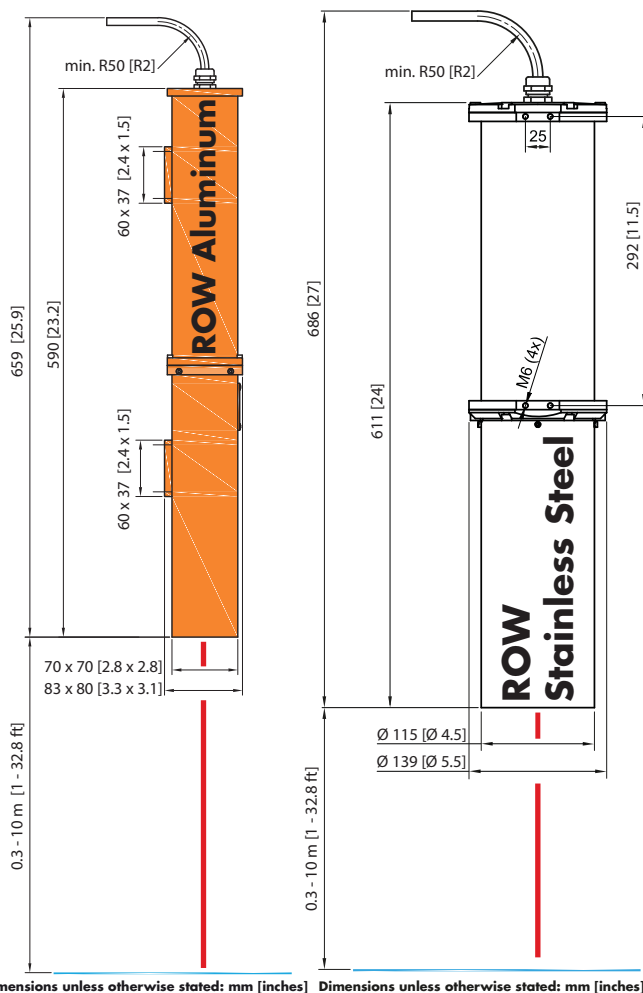 min. R50 [R2]
ROW Aluminum
60 x 37 [2.4 x 1.5]
659 [25.9]
590 [23.2]
60 x 37 [2.4 x 1.5]
70 x 70 [2.8 x 2.8]
83 x 80 [3.3 x 3.1]
0.3 - 10 m [1 - 32.8 ft]
mensions unless otherwise stated: mm [inches]
min. R50 [R2]
25
292 [11.5]
686 [27]
611 [24]
M6 (4x)
ROW
Stainless Steel
Ø 115 [Ø 4.5]
Ø 139 [Ø 5.5]
0.3 - 10 m [1 - 32.8 ft]
Dimensions unless otherwise stated: mm [inches]